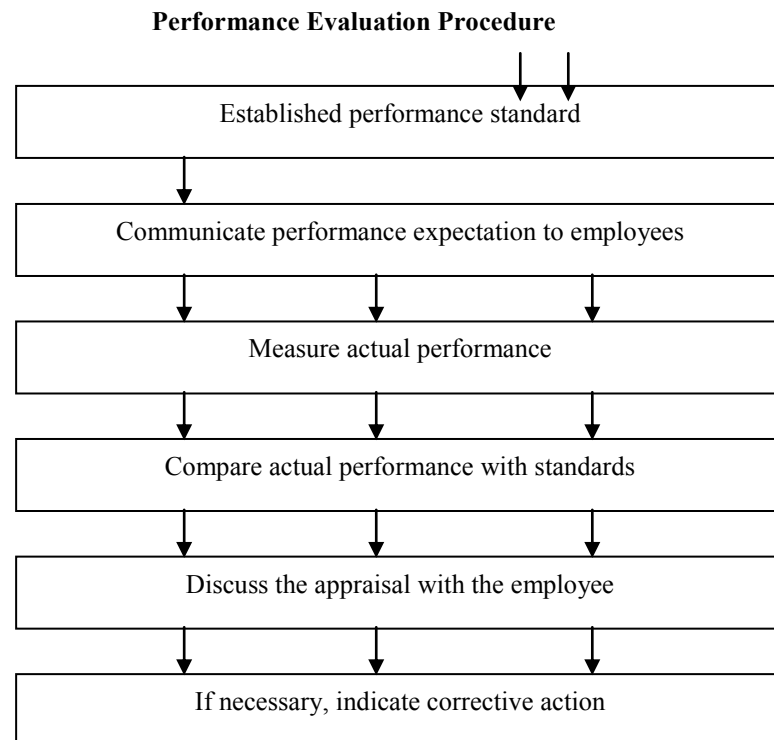 Performance Evaluation Procedure
Established performance standard
Communicate performance expectation to employees
Measure actual performance
Compare actual performance with standards
Discuss the appraisal with the employee
If necessary, indicate corrective action